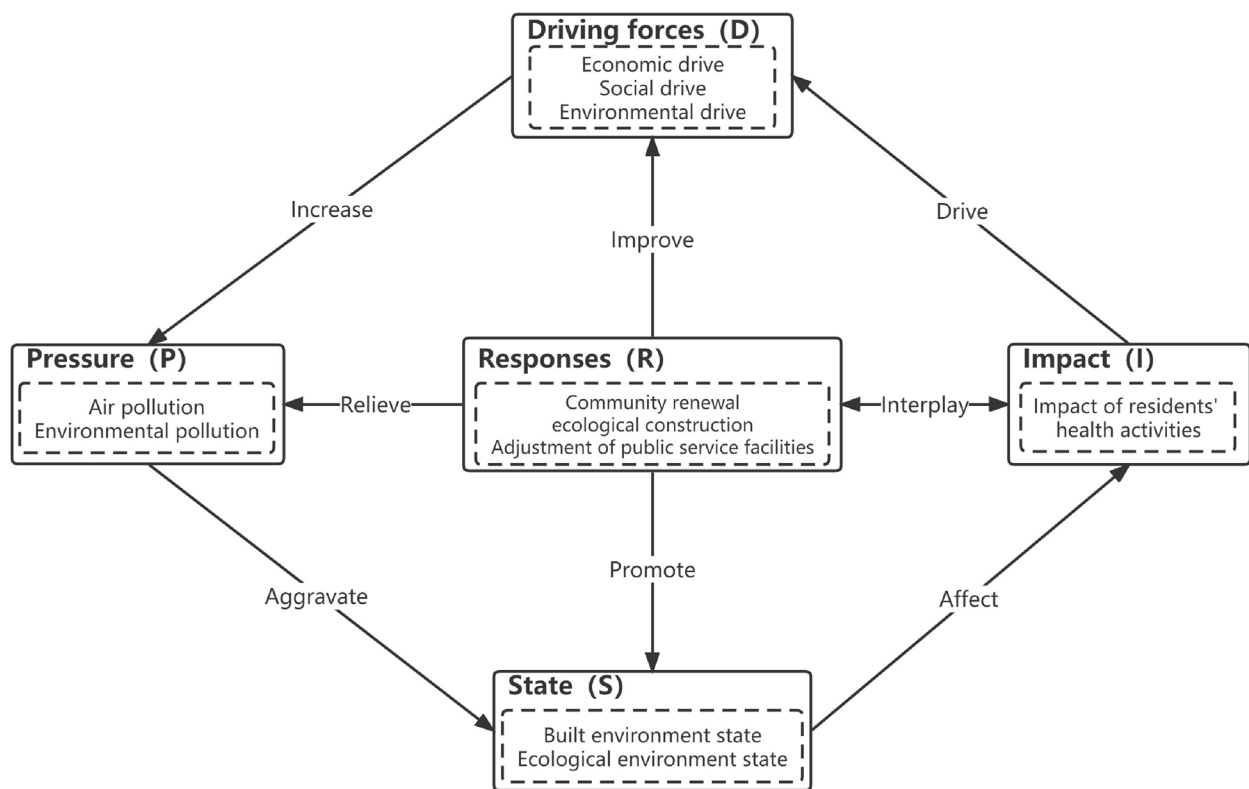 Driving forces (D)
Economic drive
Social drive
Environmental drive
Increase
Drive
Improve
Pressure (P)
Air pollution
Environmental pollution
Relieve
Responses (R)
Community renewal
ecological construction
Adjustment of public service facilities
Interplay
Impact (I)
Impact of residents'
health activities
Aggravate
Promote
Affect
State (S)
Built environment state
Ecological environment state